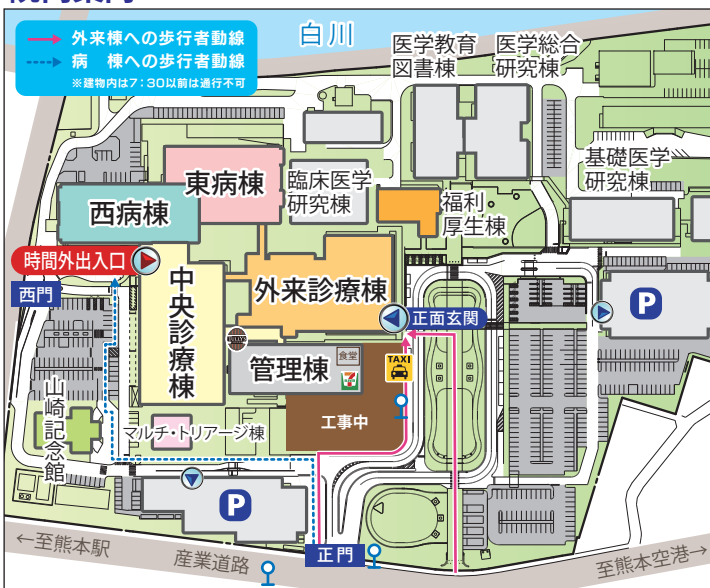 外来棟への歩行者動線
病 棟への歩行者動線
※建物内は7：30以前は通行不可
白川
医学教育
図書棟
医学総合
研究棟
基礎医学
研究棟
東病棟
臨床医学
研究棟
福利
厚生棟
西病棟
時間外出入口
西門
中央診療棟
外来診療棟
正面玄関
P
管理棟
食堂
TAXI
工事中
山崎記念館
マルチ・トリアージ棟
P
正門
←至熊本駅
産業道路
至熊本空港→